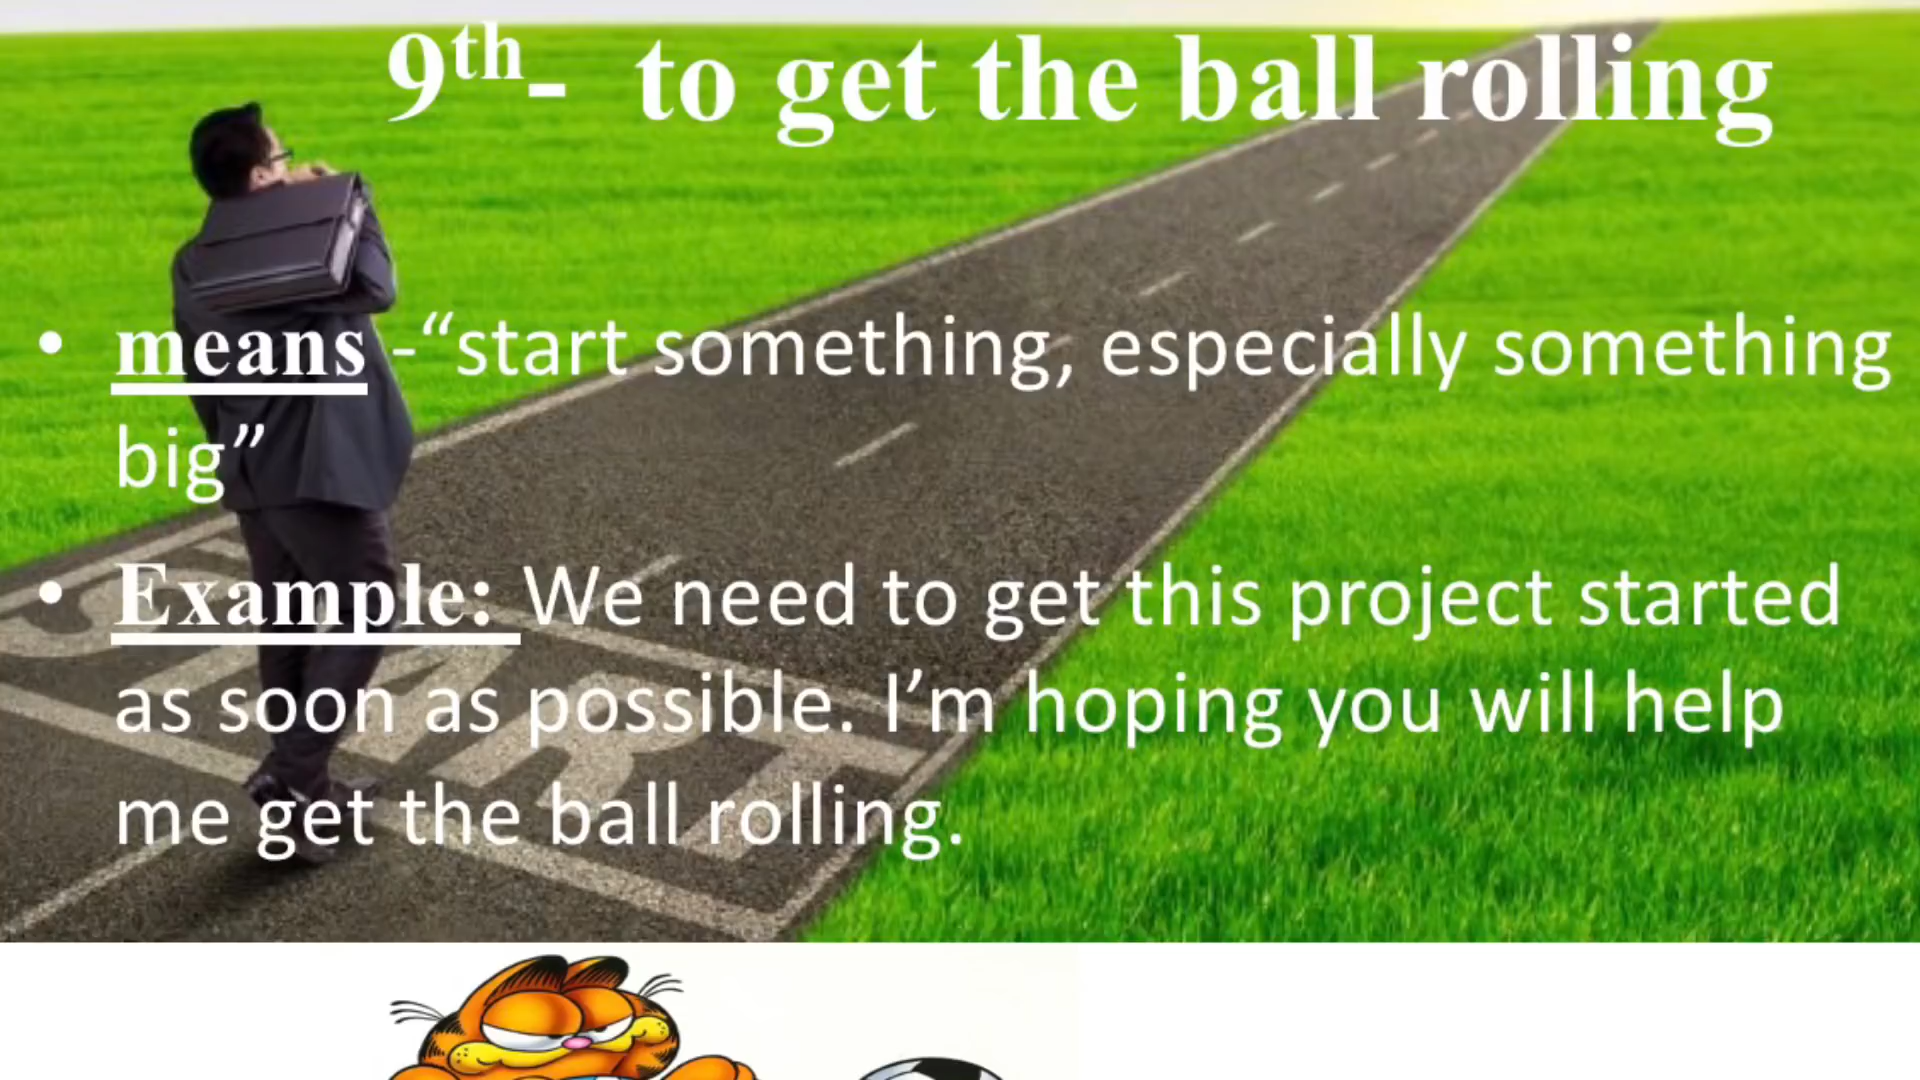 9th- to get the ball rolling
• means -“start something, especially something
big”
• Example: We need to get this project started
as soon as possible. I’m hoping you will help
me get the ball rolling.
START